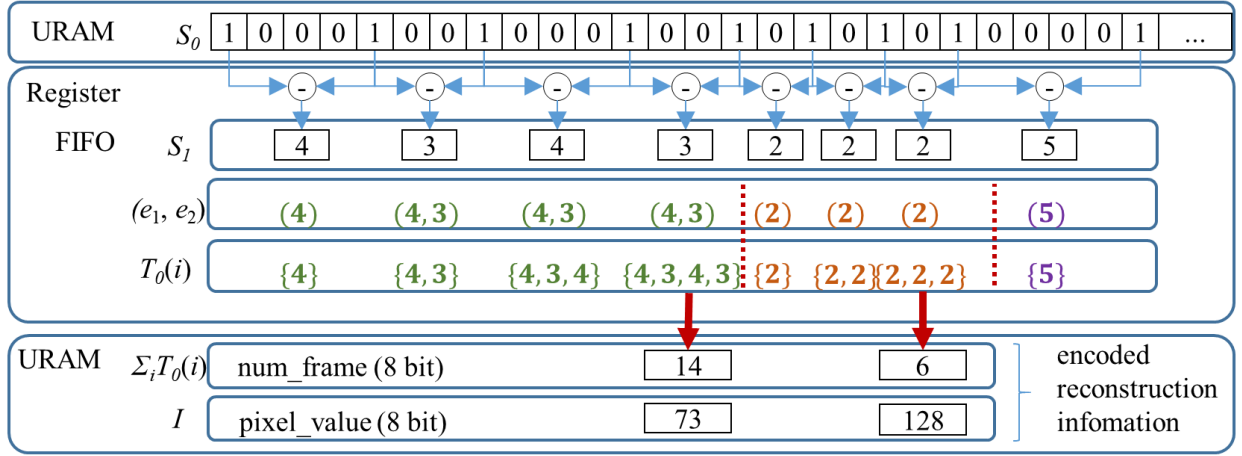 URAM S₀ 1 0 0 0 1 0 0 1 0 0 0 1 0 0 1 0 1 0 1 0 1 0 0 0 0 1 ...
Register - - - - - - - -
FIFO S₁ 4 3 4 3 2 2 2 5
(e₁, e₂) (4) (4,3) (4,3) (4,3) (2) (2) (2) (5)
T₀(i) {4} {4,3} {4,3,4} {4,3,4,3} {2} {2,2} {2,2,2} {5}
URAM ΣᵢT₀(i) num_frame (8 bit) 14 6
I pixel_value (8 bit) 73 128
encoded
reconstruction
infomation